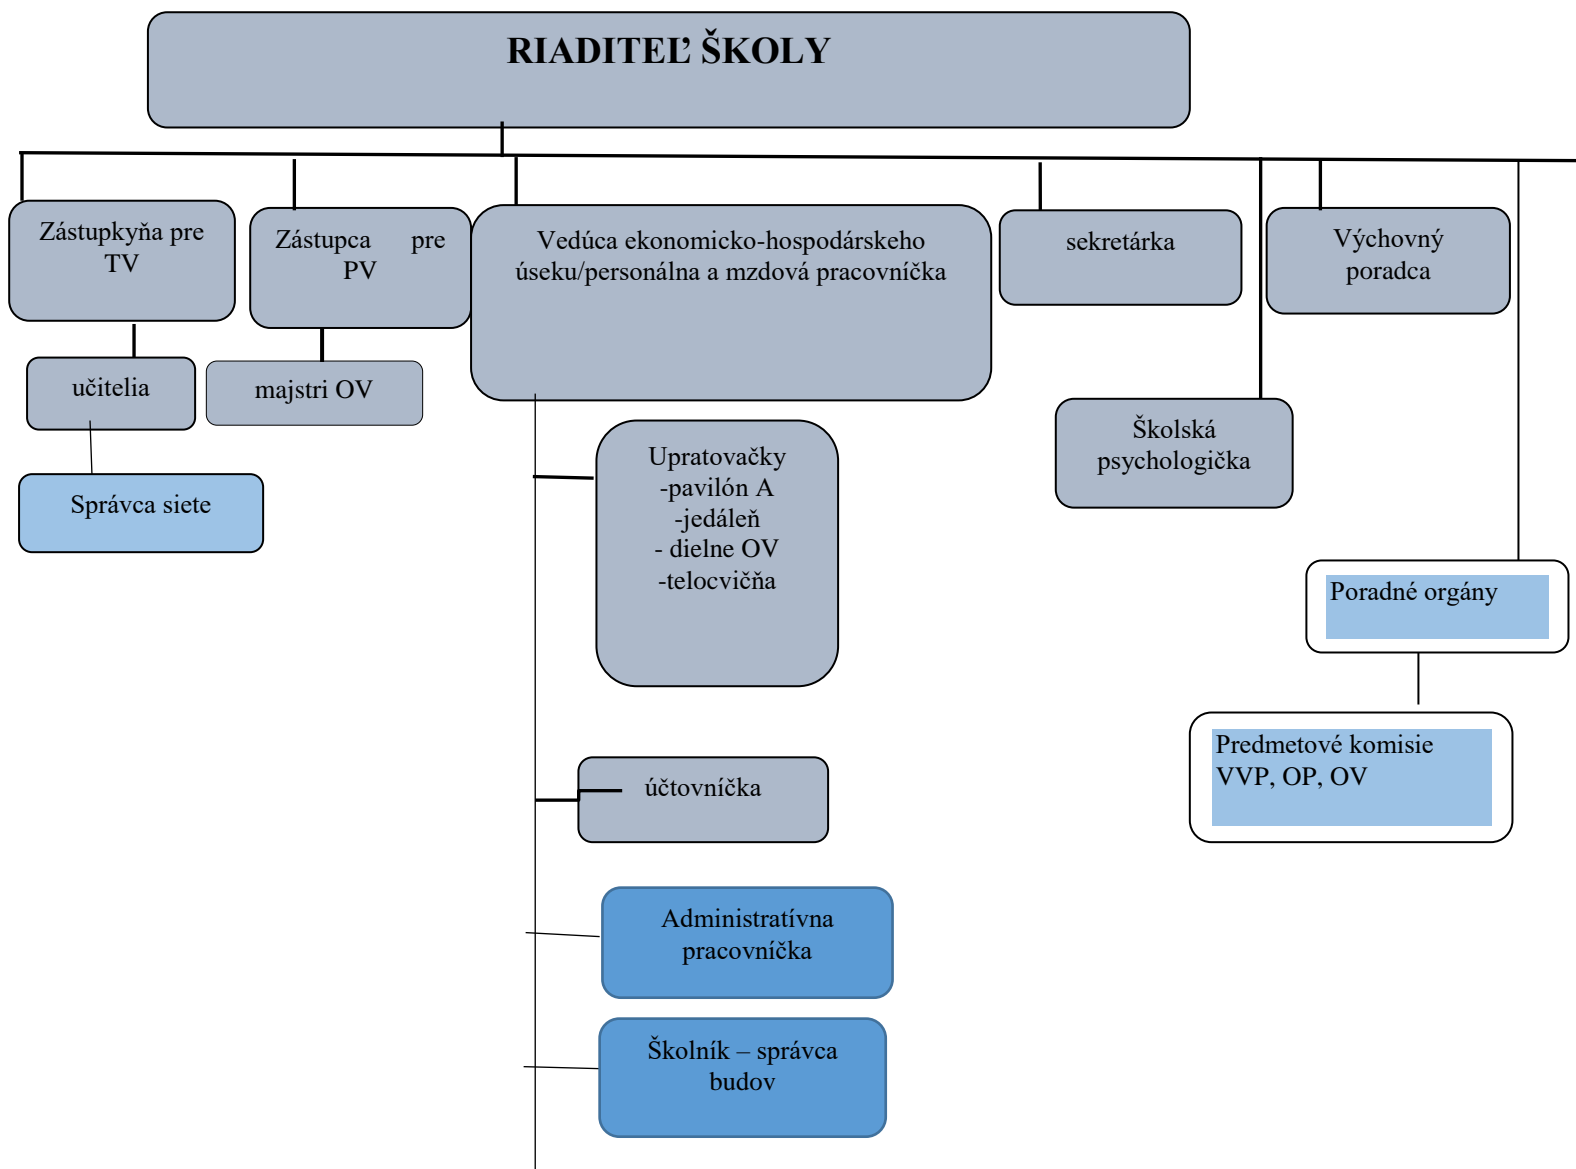 RIADITEĽ ŠKOLY
Zástupkyňa pre
TV
Zástupca pre
PV
Vedúca ekonomicko-hospodárskeho
úseku/personálna a mzdová pracovníčka
sekretárka
Výchovný
poradca
učitelia
majstri OV
Správca siete
Upratovačky
-pavilón A
-jedáleň
- dielne OV
-telocvičňa
Školská
psychologička
Poradné orgány
Predmetové komisie
VVP, OP, OV
účtovníčka
Administratívna
pracovníčka
Školník – správca
budov